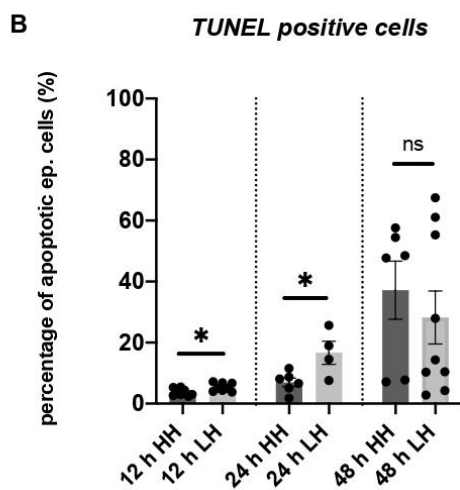 B
TUNEL positive cells
percentage of apoptotic ep. cells (%)
100
80
60
40
20
0
*
*
ns
12 h HH
12 h LH
24 h HH
24 h LH
48 h HH
48 h LH